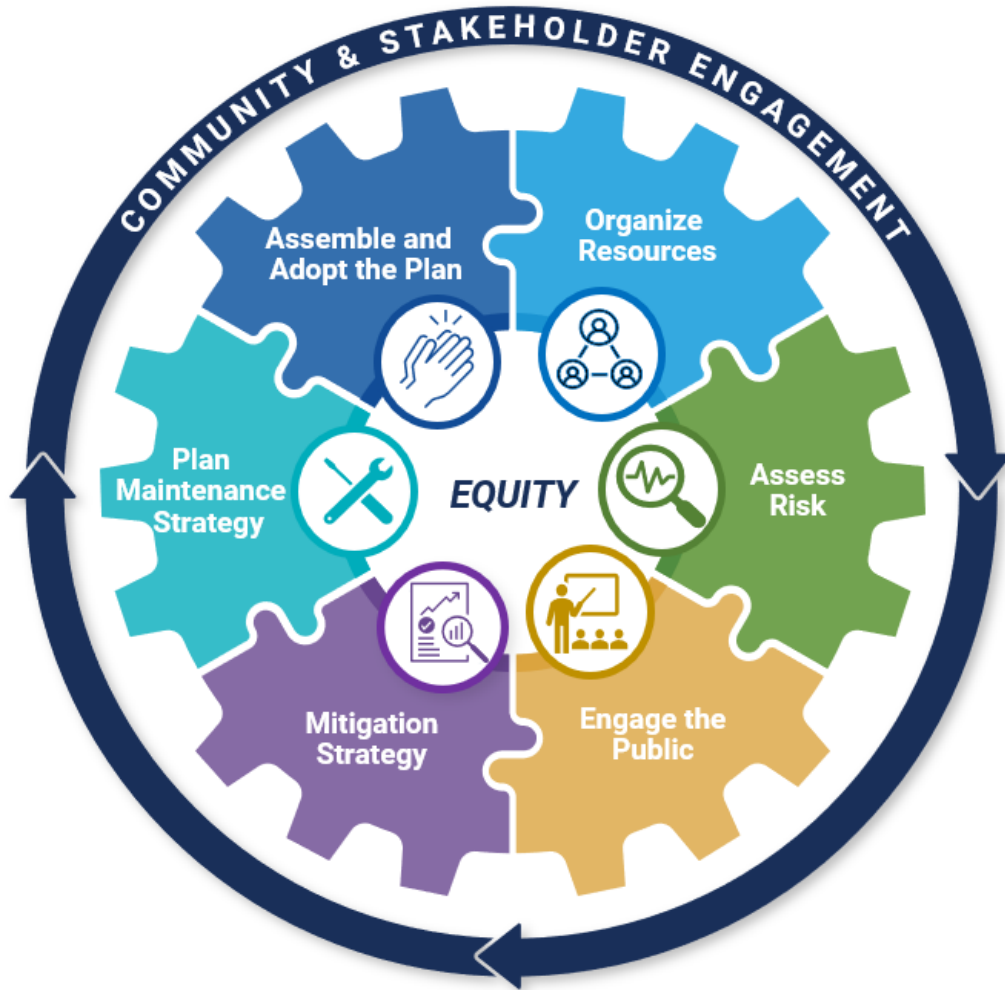 COMMUNITY & STAKEHOLDER ENGAGEMENT
Organize
Resources
Assess
Risk
Engage the
Public
Mitigation
Strategy
Plan
Maintenance
Strategy
Assemble and
Adopt the Plan
EQUITY